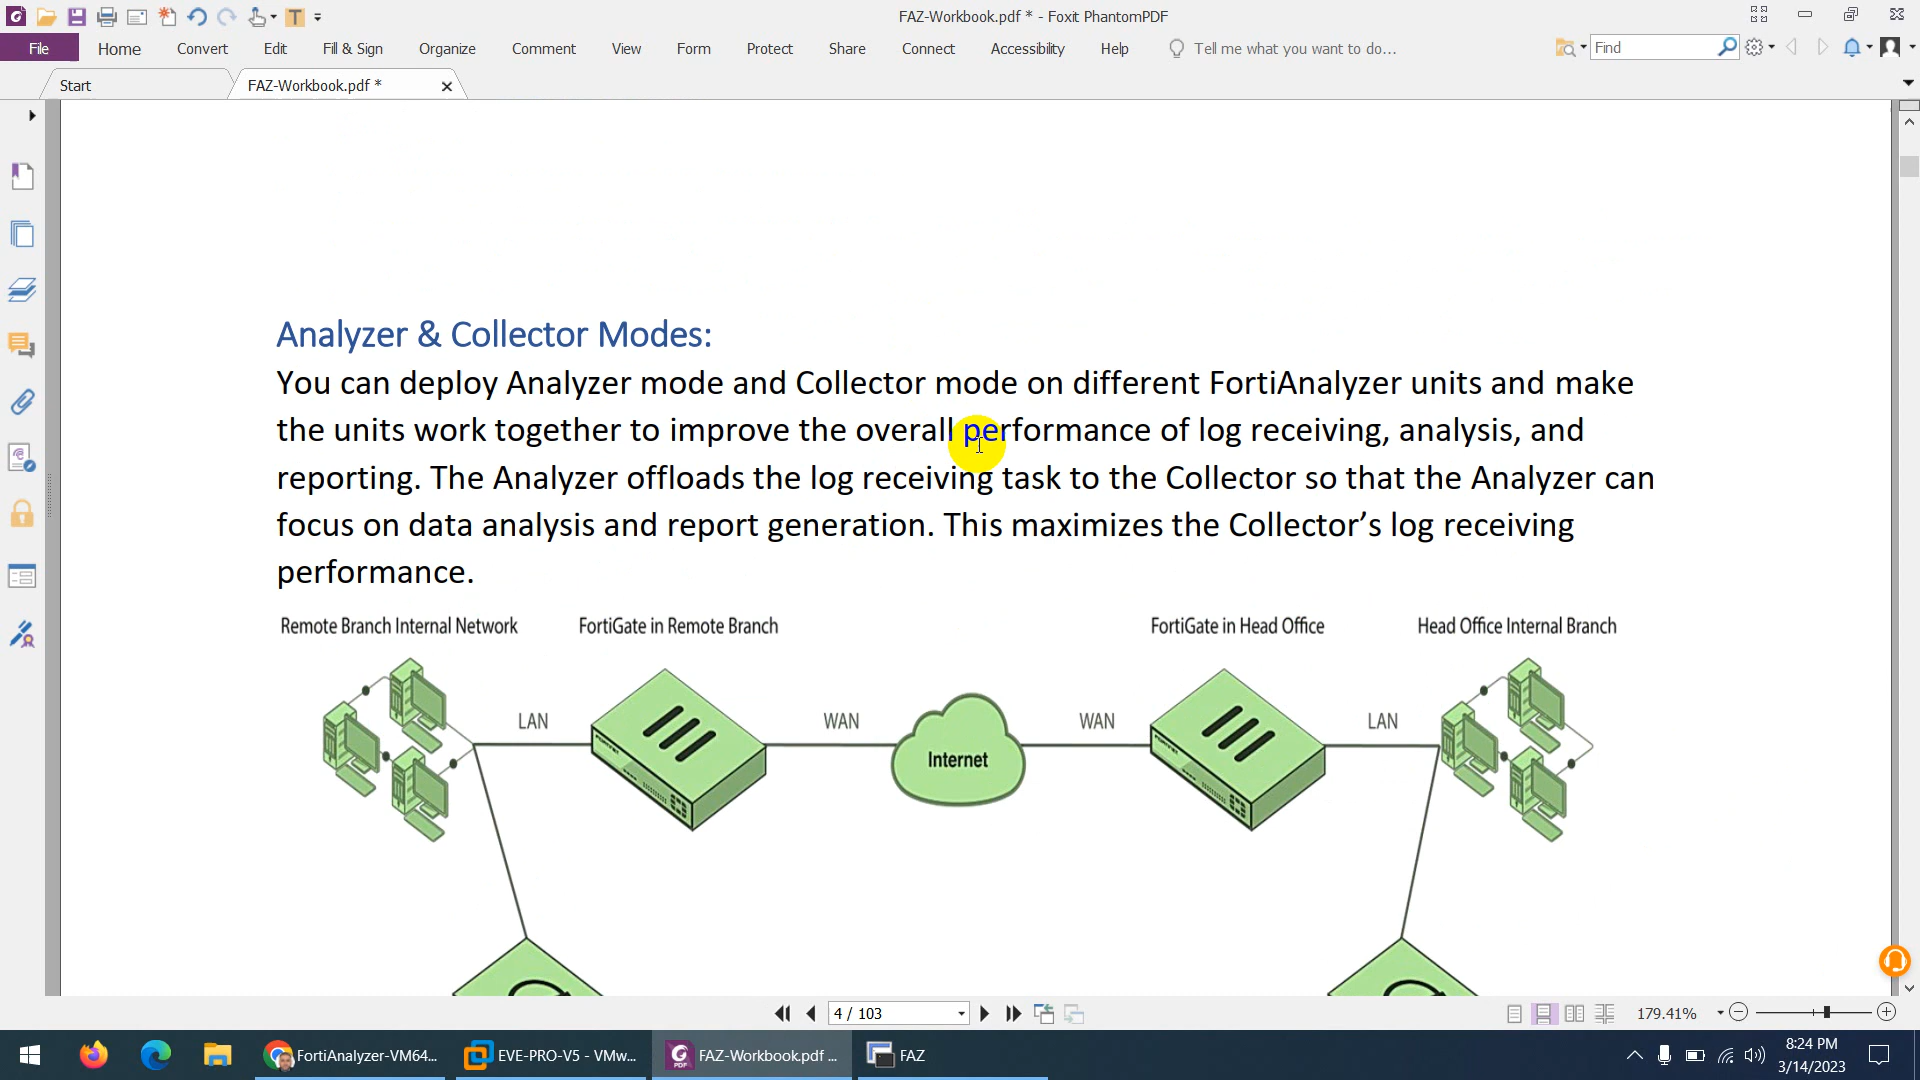 FAZ-Workbook.pdf * - Foxit PhantomPDF
File Home Convert Edit Fill & Sign Organize Comment View Form Protect Share Connect Accessibility Help Tell me what you want to do... Find
Start FAZ-Workbook.pdf *
Analyzer & Collector Modes:
You can deploy Analyzer mode and Collector mode on different FortiAnalyzer units and make
the units work together to improve the overall performance of log receiving, analysis, and
reporting. The Analyzer offloads the log receiving task to the Collector so that the Analyzer can
focus on data analysis and report generation. This maximizes the Collector’s log receiving
performance.
Remote Branch Internal Network FortiGate in Remote Branch FortiGate in Head Office Head Office Internal Branch
LAN WAN WAN LAN
Internet
4 / 103 179.41%
FortiAnalyzer-VM64... EVE-PRO-V5 - VMw... FAZ-Workbook.pdf ... FAZ
8:24 PM
3/14/2023